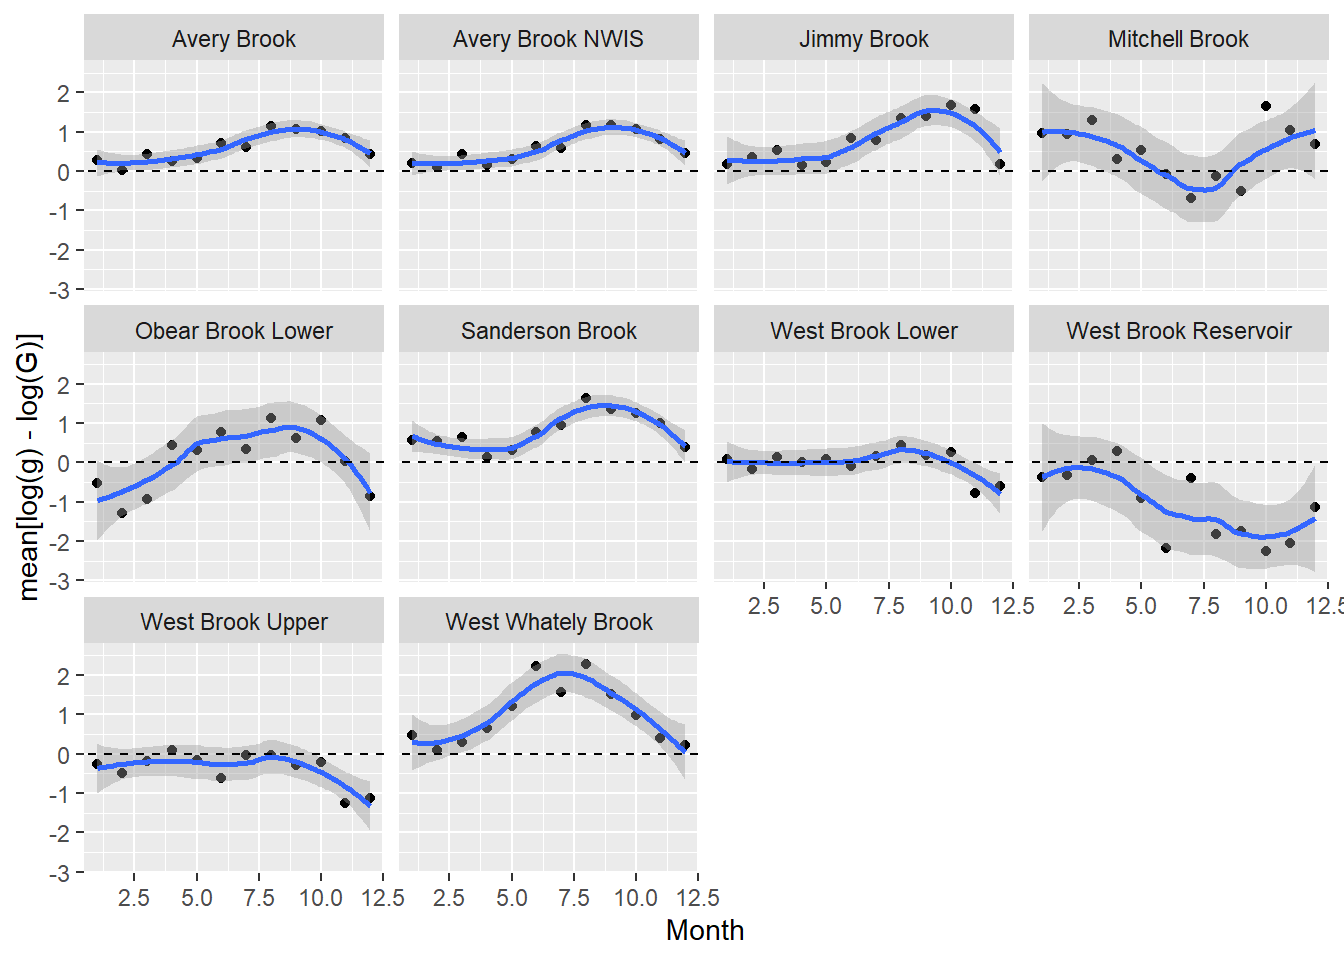 Avery Brook
Avery Brook NWIS
Jimmy Brook
Mitchell Brook
2
1
0
-1
-2
-3
Obear Brook Lower
Sanderson Brook
West Brook Lower
West Brook Reservoir
mean[log(g) - log(G)]
2
1
0
-1
-2
-3
2.5 5.0 7.5 10.0 12.5
2.5 5.0 7.5 10.0 12.5
West Brook Upper
West Whately Brook
2
1
0
-1
-2
-3
2.5 5.0 7.5 10.0 12.5
2.5 5.0 7.5 10.0 12.5
Month